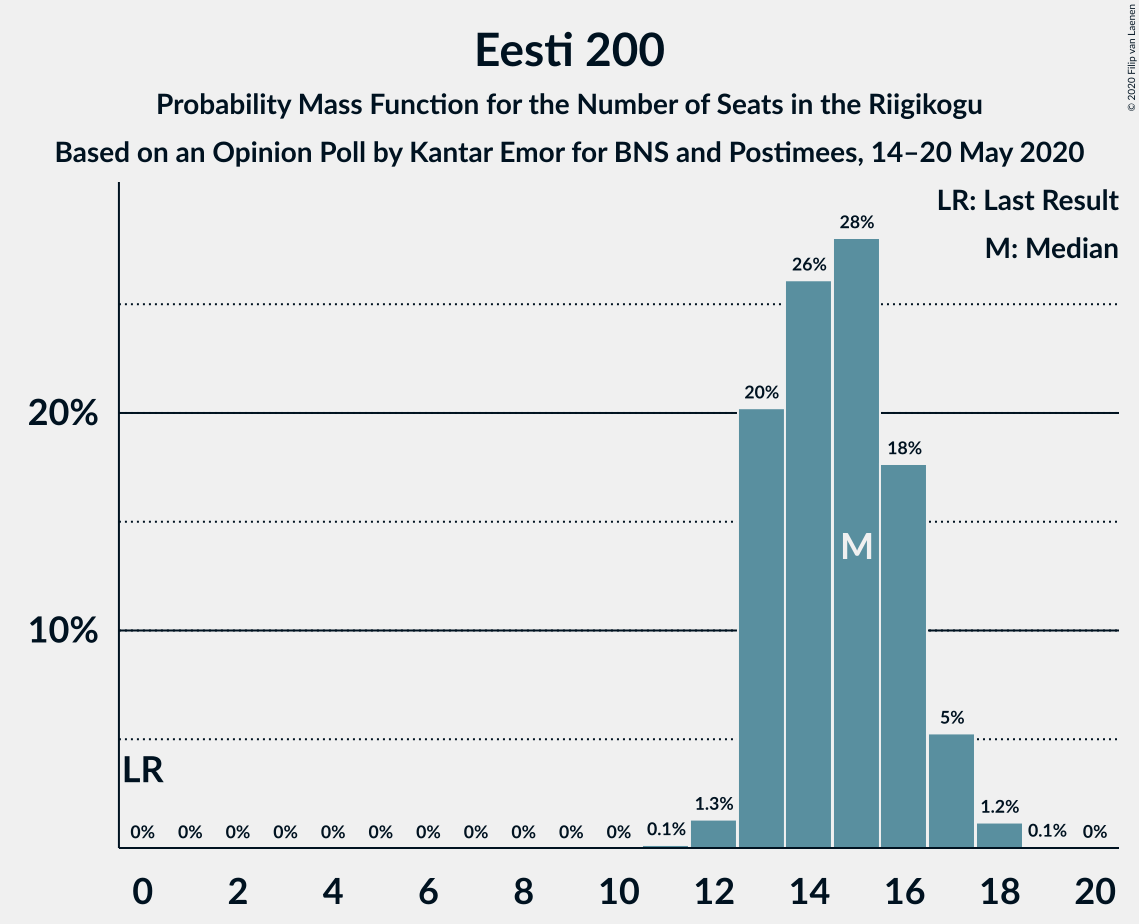 Eesti 200
Probability Mass Function for the Number of Seats in the Riigikogu
Based on an Opinion Poll by Kantar Emor for BNS and Postimees, 14–20 May 2020
© 2020 Filip van Laenen
LR: Last Result
M: Median
28%
26%
20%
18%
5%
1.3%
1.2%
0.1%
0.1%
0% 0% 0% 0% 0% 0% 0% 0% 0% 0% 0% 0%
20%
10%
LR
M
0 2 4 6 8 10 12 14 16 18 20